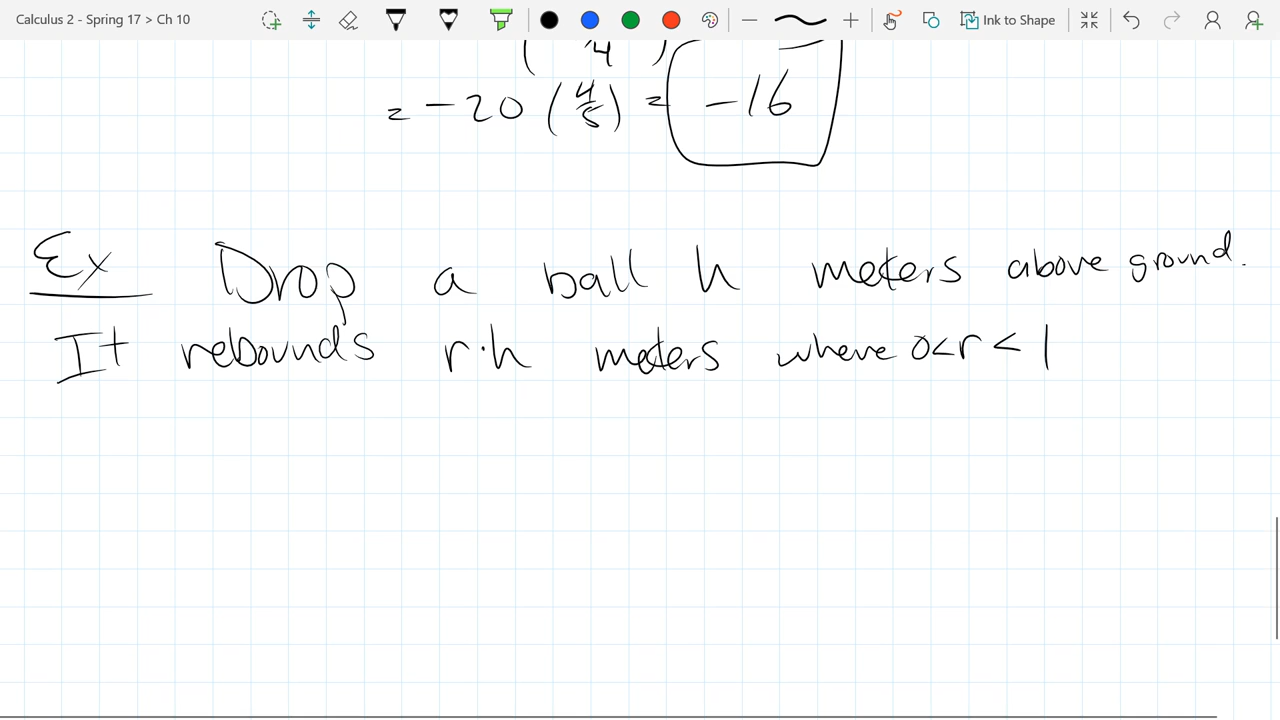 Calculus 2 - Spring 17 > Ch 10
Ink to Shape
( 4 )
= -20 (4/5) = -16
Ex Drop a ball h meters above ground.
It rebounds r·h meters where 0<r<1